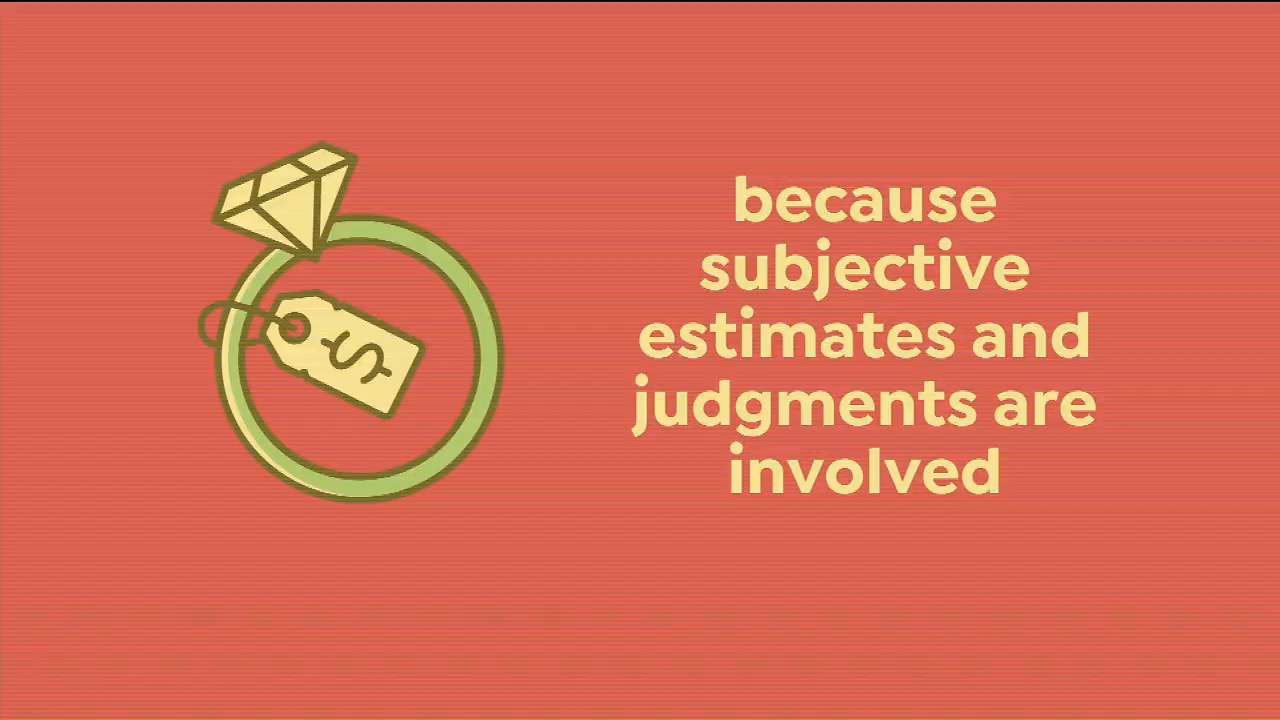 because
subjective
estimates and
judgments are
involved
$